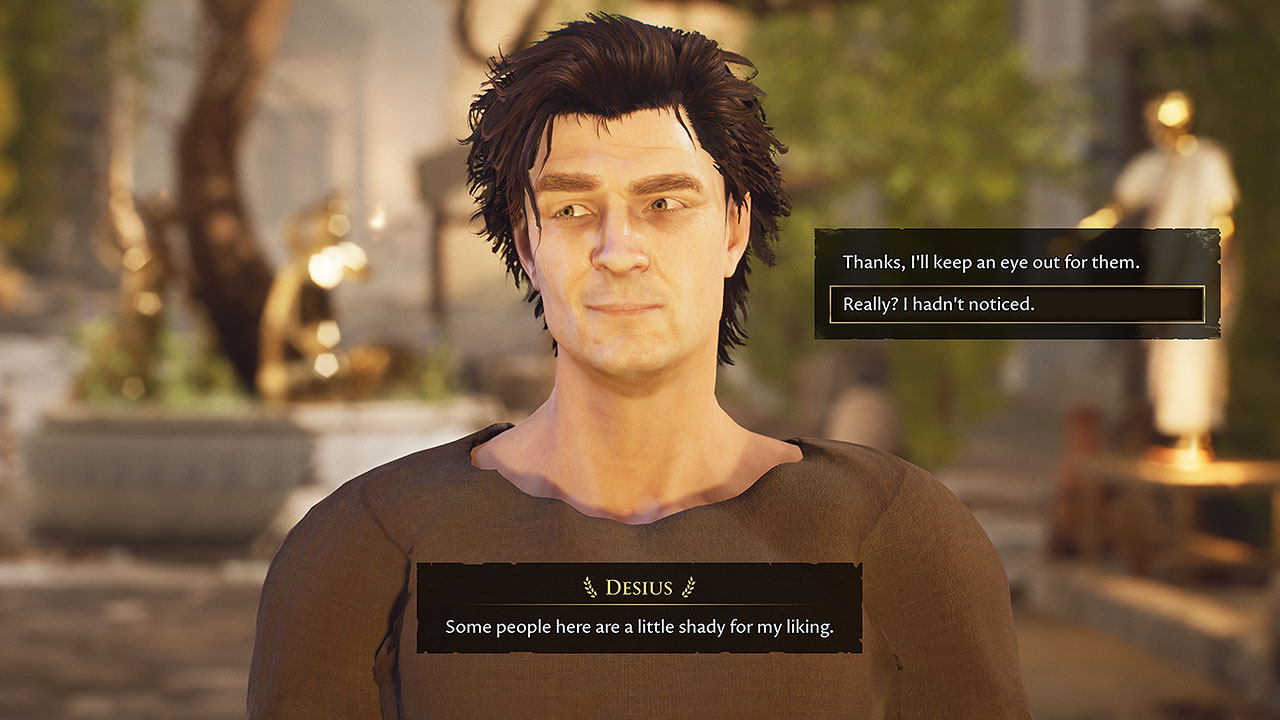 Thanks, I'll keep an eye out for them.
Really? I hadn't noticed.
Desius
Some people here are a little shady for my liking.